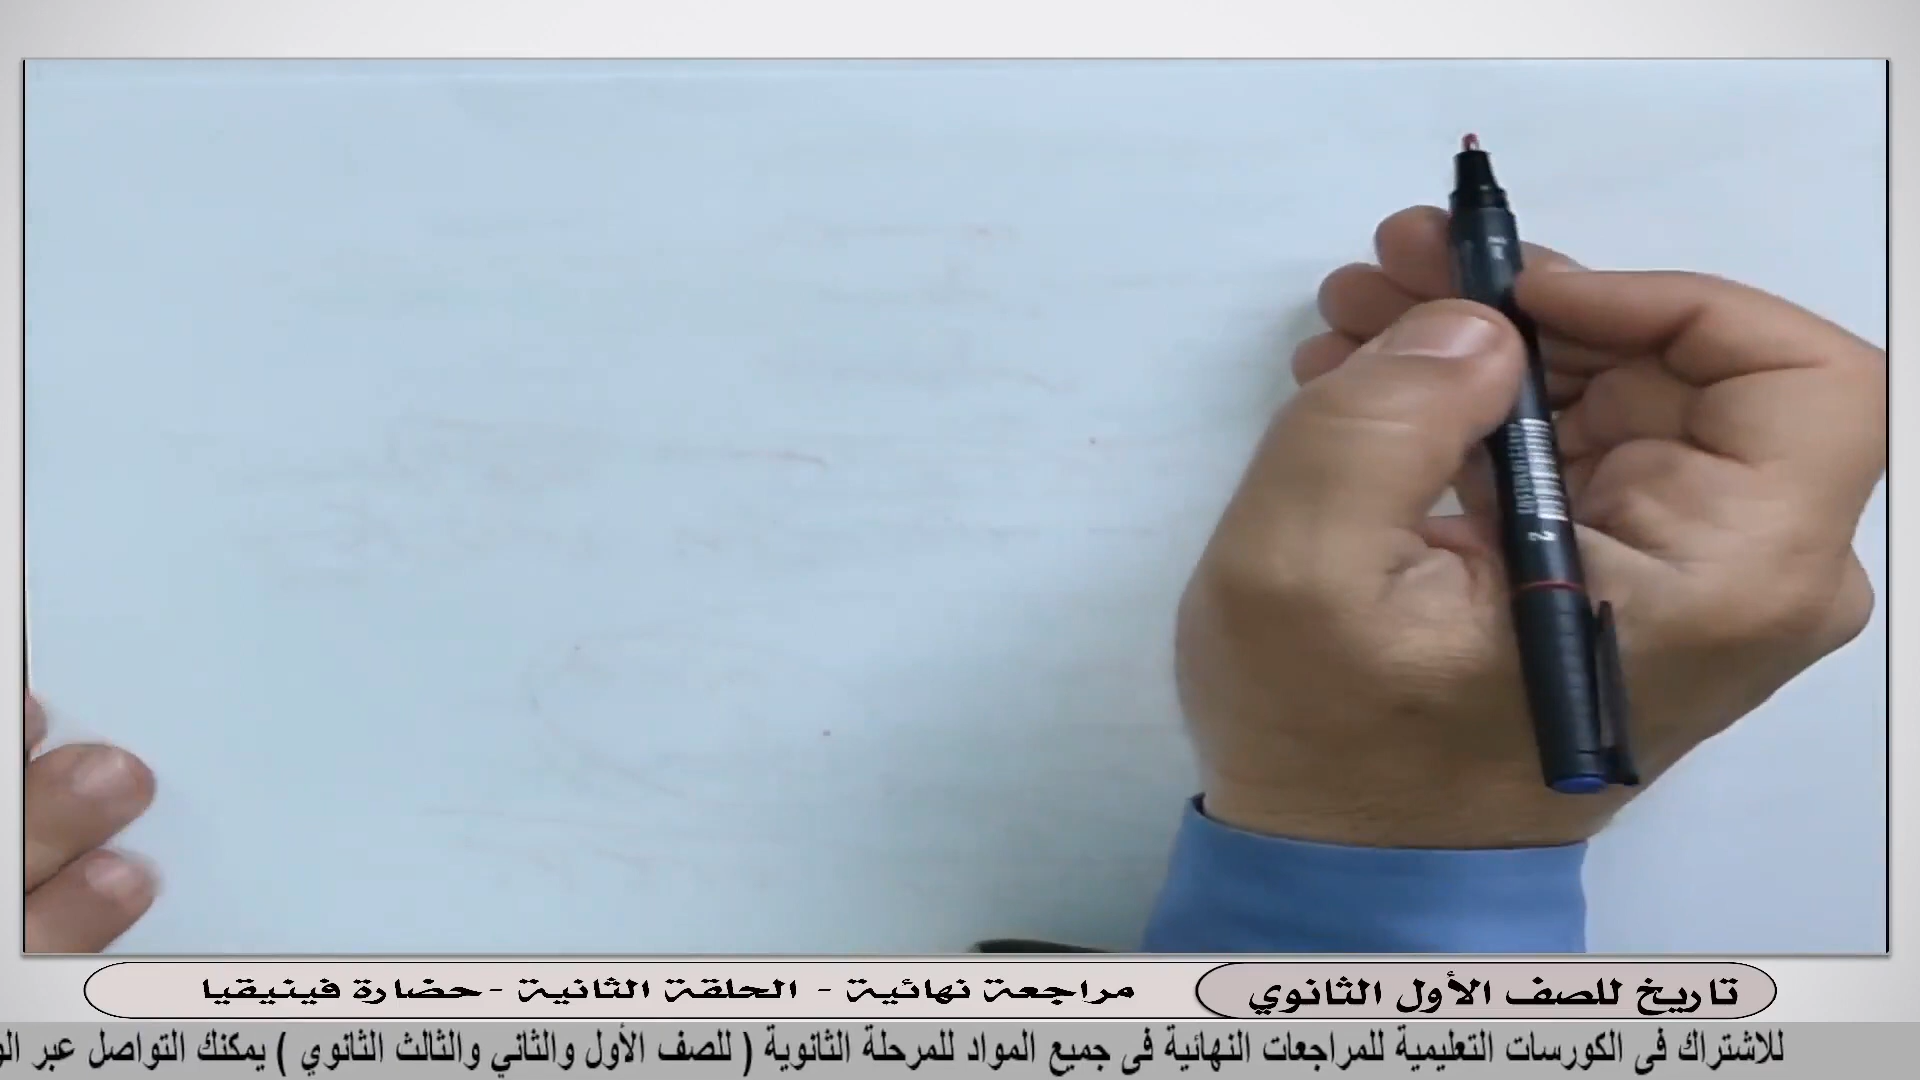 تاريخ للصف الأول الثانوي
مراجعة نهائية - الحلقة الثانية - حضارة فينيقيا
للاشتراك فى الكورسات التعليمية للمراجعات النهائية فى جميع المواد للمرحلة الثانوية ( للصف الأول والثاني والثالث الثانوي ) يمكنك التواصل عبر